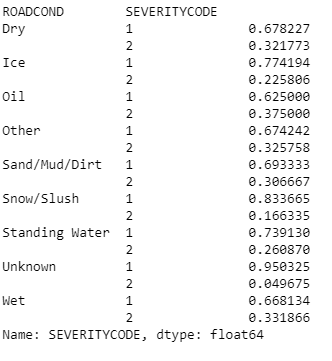 ROADCOND SEVERITYCODE
Dry 1 0.678227
2 0.321773
Ice 1 0.774194
2 0.225806
Oil 1 0.625000
2 0.375000
Other 1 0.674242
2 0.325758
Sand/Mud/Dirt 1 0.693333
2 0.306667
Snow/Slush 1 0.833665
2 0.166335
Standing Water 1 0.739130
2 0.260870
Unknown 1 0.950325
2 0.049675
Wet 1 0.668134
2 0.331866
Name: SEVERITYCODE, dtype: float64